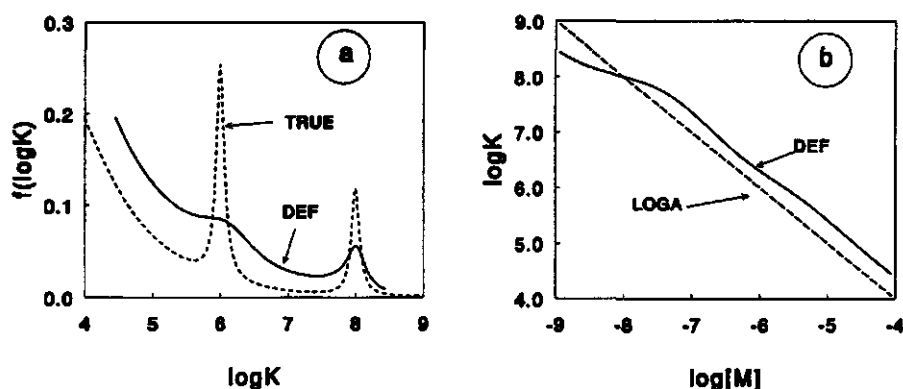 a
f(logK)
0.3
0.2
0.1
0.0
TRUE
DEF
4 5 6 7 8 9
logK
b
logK
9.0
8.0
7.0
6.0
5.0
4.0
DEF
LOGA
-9 -8 -7 -6 -5 -4
log[M]